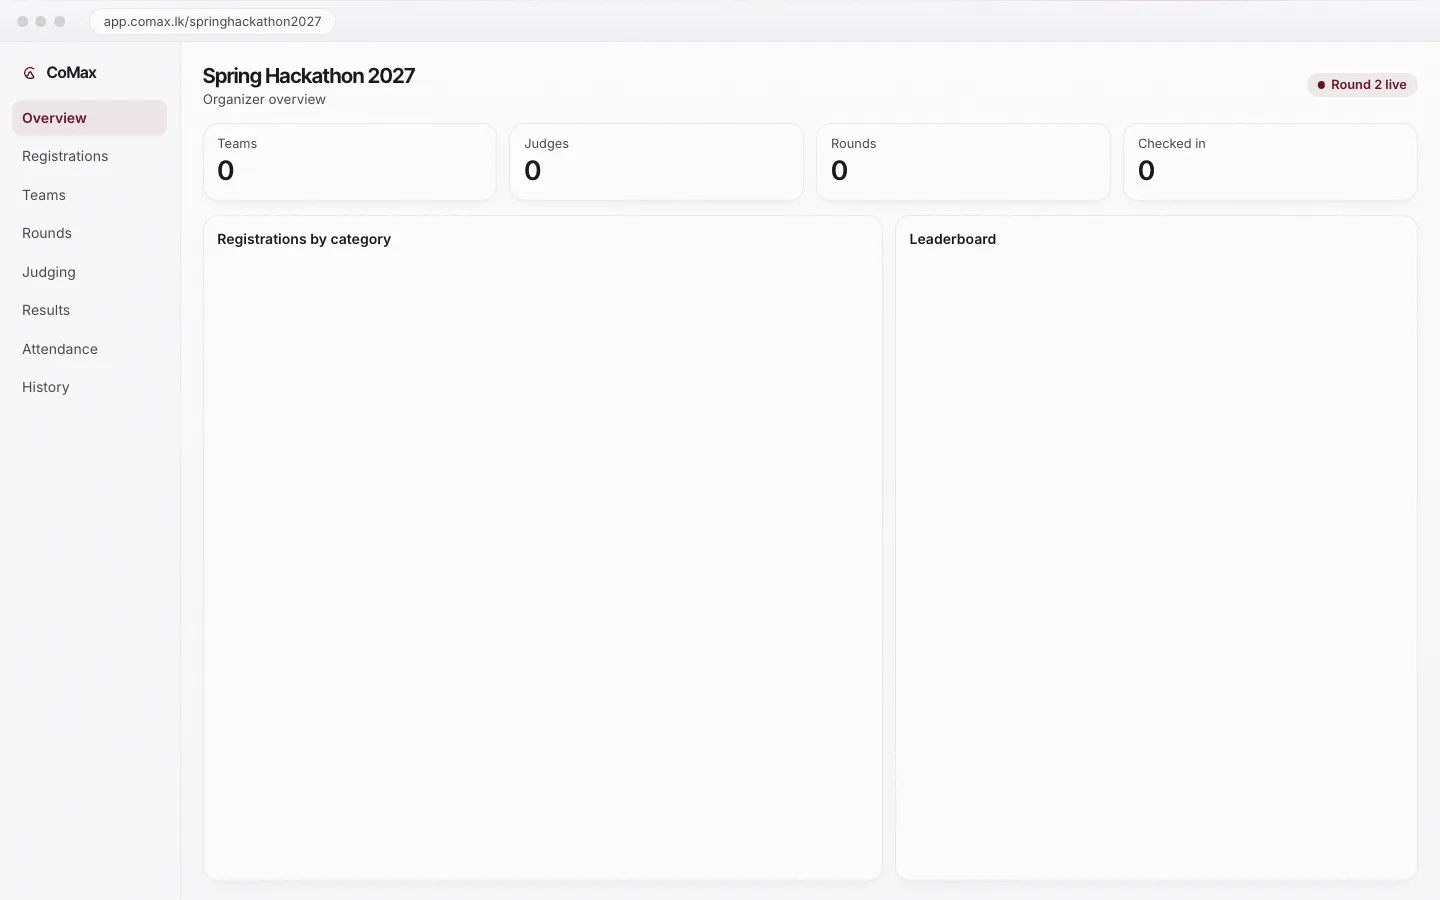 app.comax.lk/springhackathon2027
CoMax
Overview
Registrations
Teams
Rounds
Judging
Results
Attendance
History
Spring Hackathon 2027
Organizer overview
Round 2 live
Teams
0
Judges
0
Rounds
0
Checked in
0
Registrations by category
Leaderboard